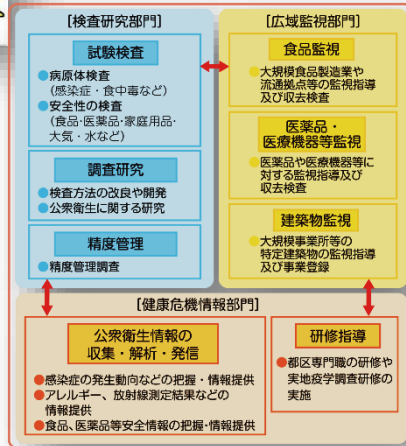 [検査研究部門]
試験検査
●病原体検査
(感染症・食中毒など)
●安全性の検査
(食品・医薬品・家庭用品・
大気・水など)
調査研究
●検査方法の改良や開発
●公衆衛生に関する研究
精度管理
●精度管理調査
[広域監視部門]
食品監視
●大規模食品製造業や
流通拠点等の監視指導
及び収去検査
医薬品・
医療機器等監視
●医薬品や医療機器等に
対する監視指導及び
収去検査
建築物監視
●大規模事業所等の
特定建築物の監視指導
及び事業登録
[健康危機情報部門]
公衆衛生情報の
収集・解析・発信
●感染症の発生動向などの把握・情報提供
●アレルギー、放射線測定結果などの
情報提供
●食品、医薬品等安全情報の把握・情報提供
研修指導
●都区専門職の研修や
実地疫学調査研修の
実施